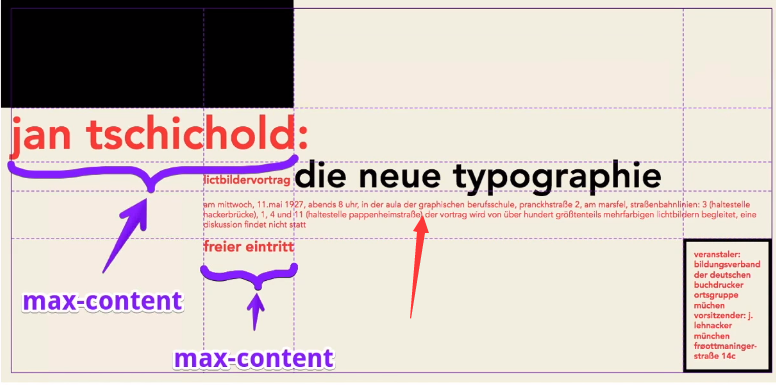 jan tschichold:
lictbildervortrag
die neue typographie
am mittwoch, 11.mai 1927, abends 8 uhr, in der aula der graphischen berufsschule, pranckhstraße 2, am marsfel, straßenbahnlinien: 3 (haltestelle
hackerbrücke), 1, 4 und 11 (haltestelle pappenheimstraße) der vortrag wird von über hundert größtenteils mehrfarbigen lichtbildern begleitet, eine
diskussion findet nicht statt
freier eintritt
max-content
max-content
veranstaler:
bildungsverband
der deutschen
buchdrucker
ortsgruppe
müchen
vorsitzender: j.
lehnacker
münchen
frøottmaninger-
straße 14c